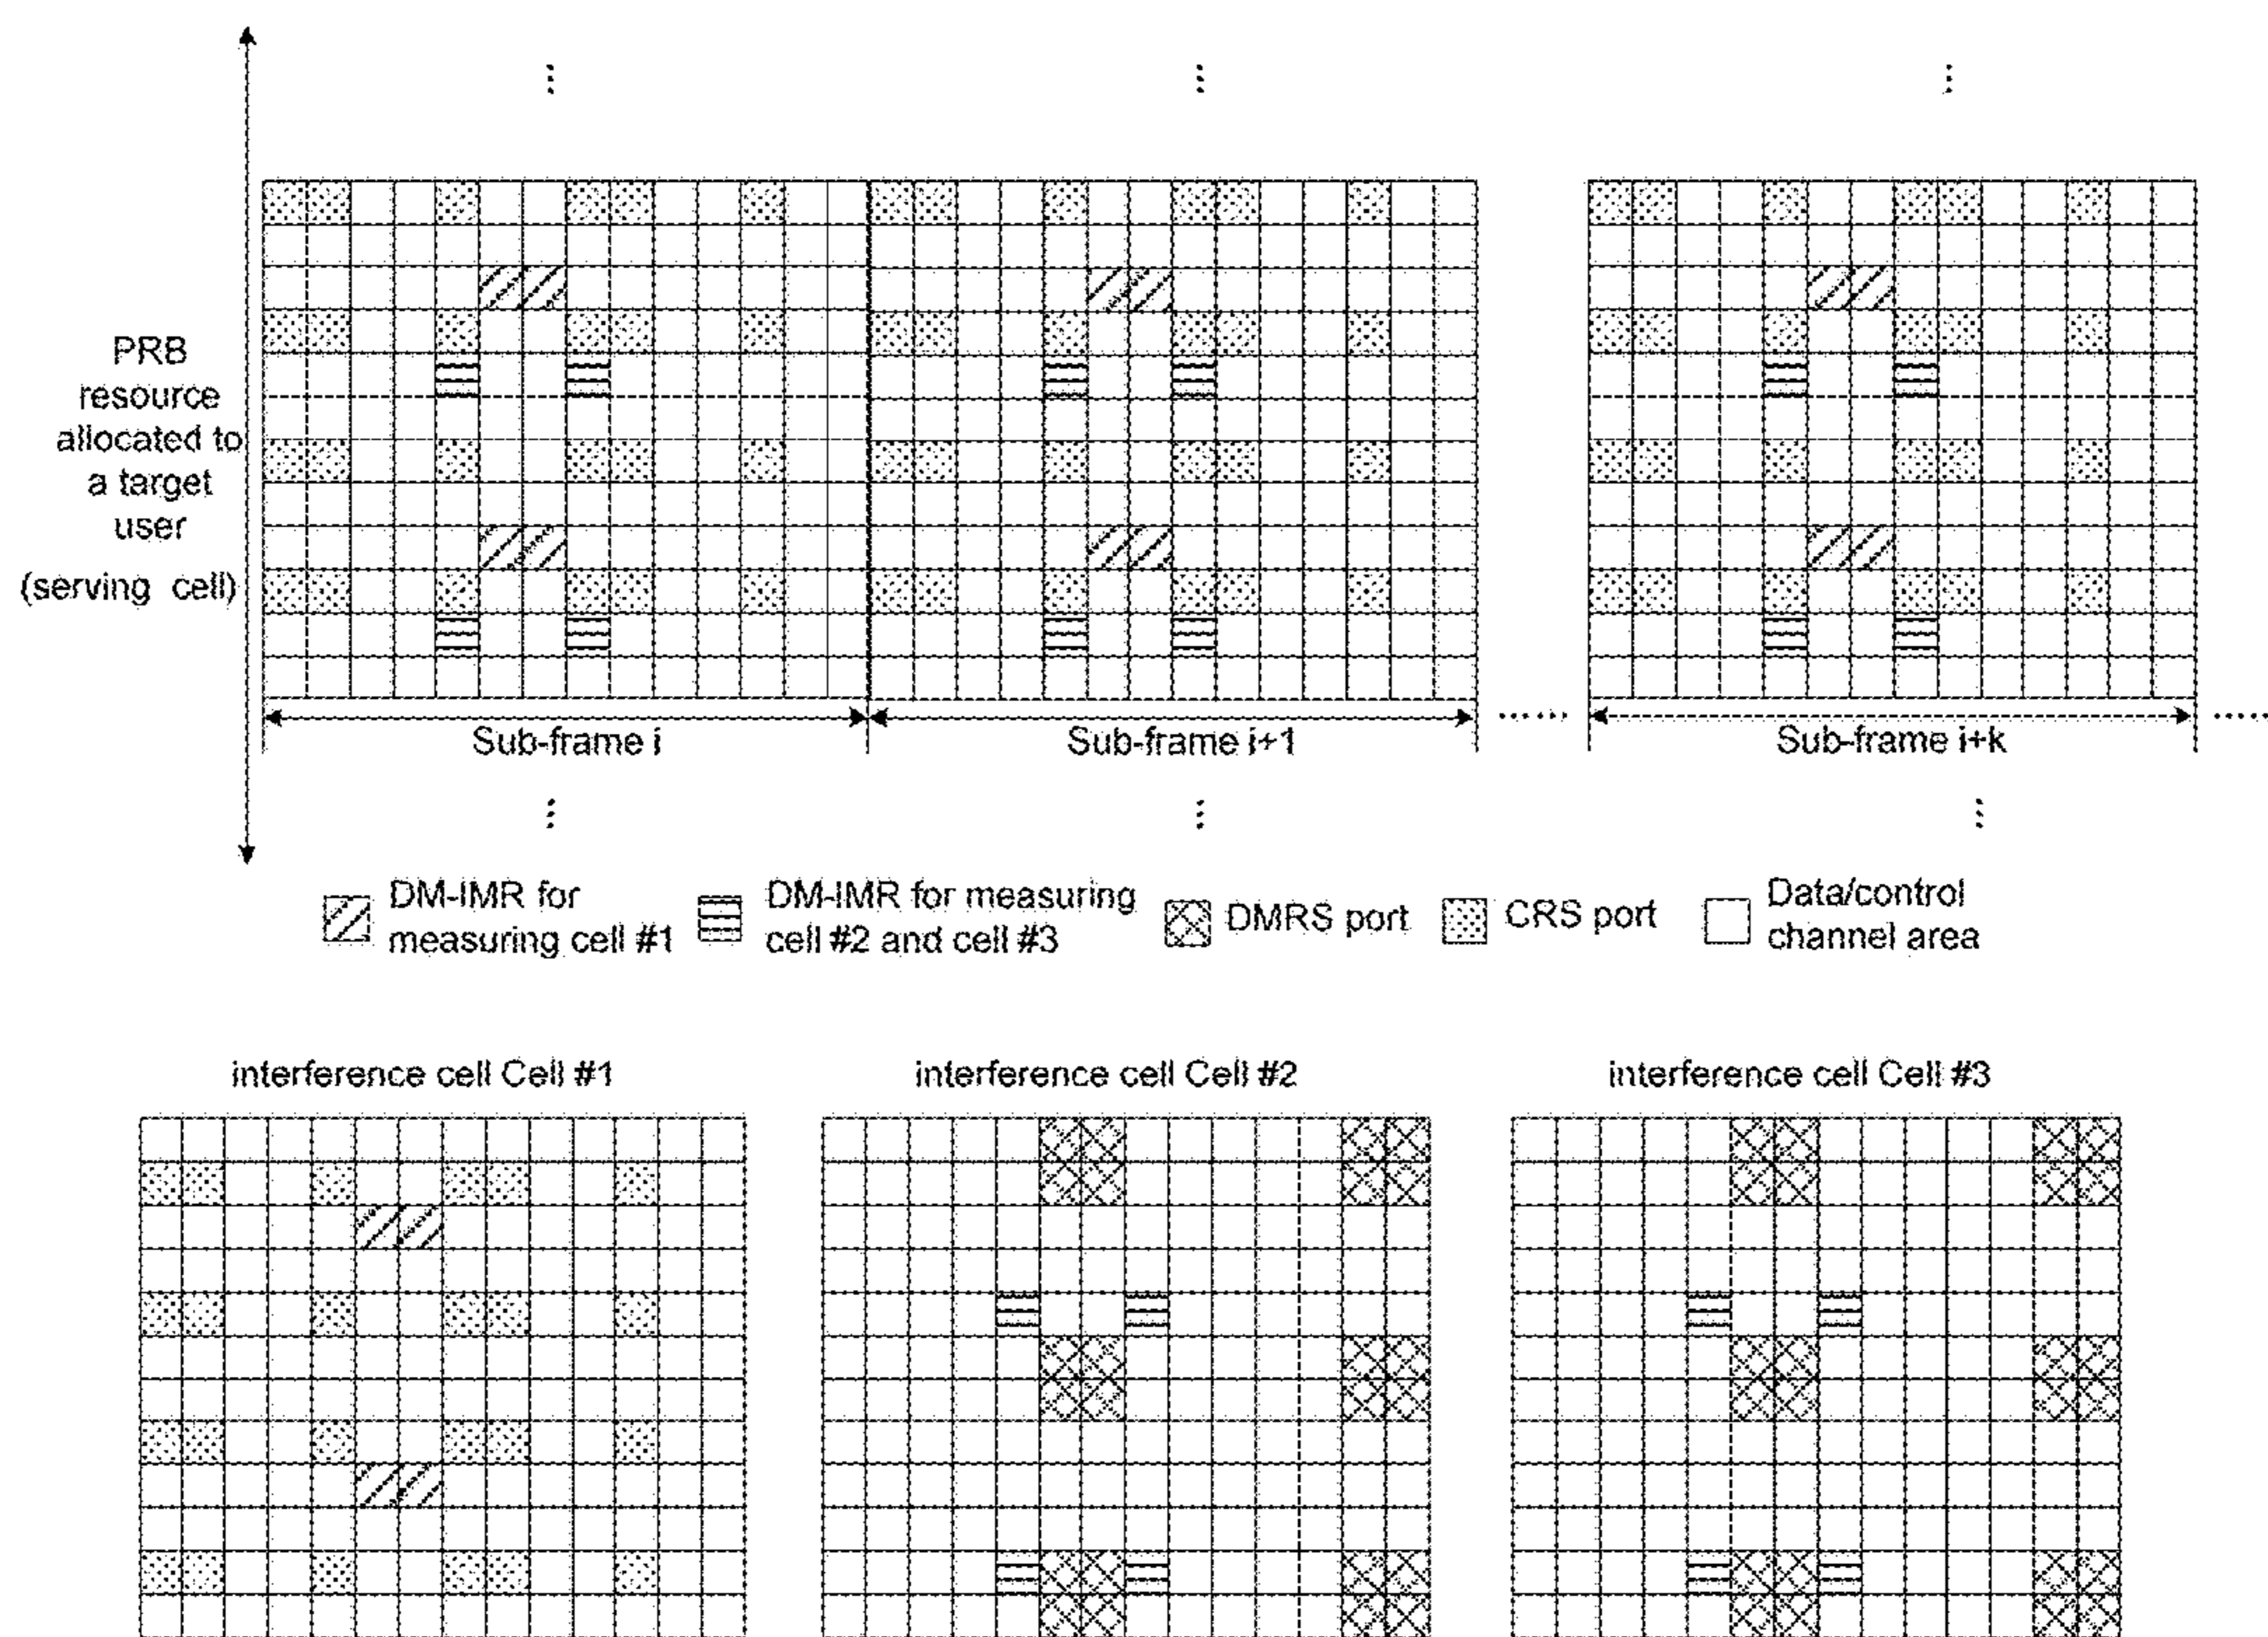 PRB
resource
allocated to
a target
user
(serving cell)
Sub-frame i
Sub-frame i+1
......
Sub-frame i+k
.....
DM-IMR for
measuring cell #1
DM-IMR for measuring
cell #2 and cell #3
DMRS port
CRS port
Data/control
channel area
interference cell Cell #1
interference cell Cell #2
interference cell Cell #3